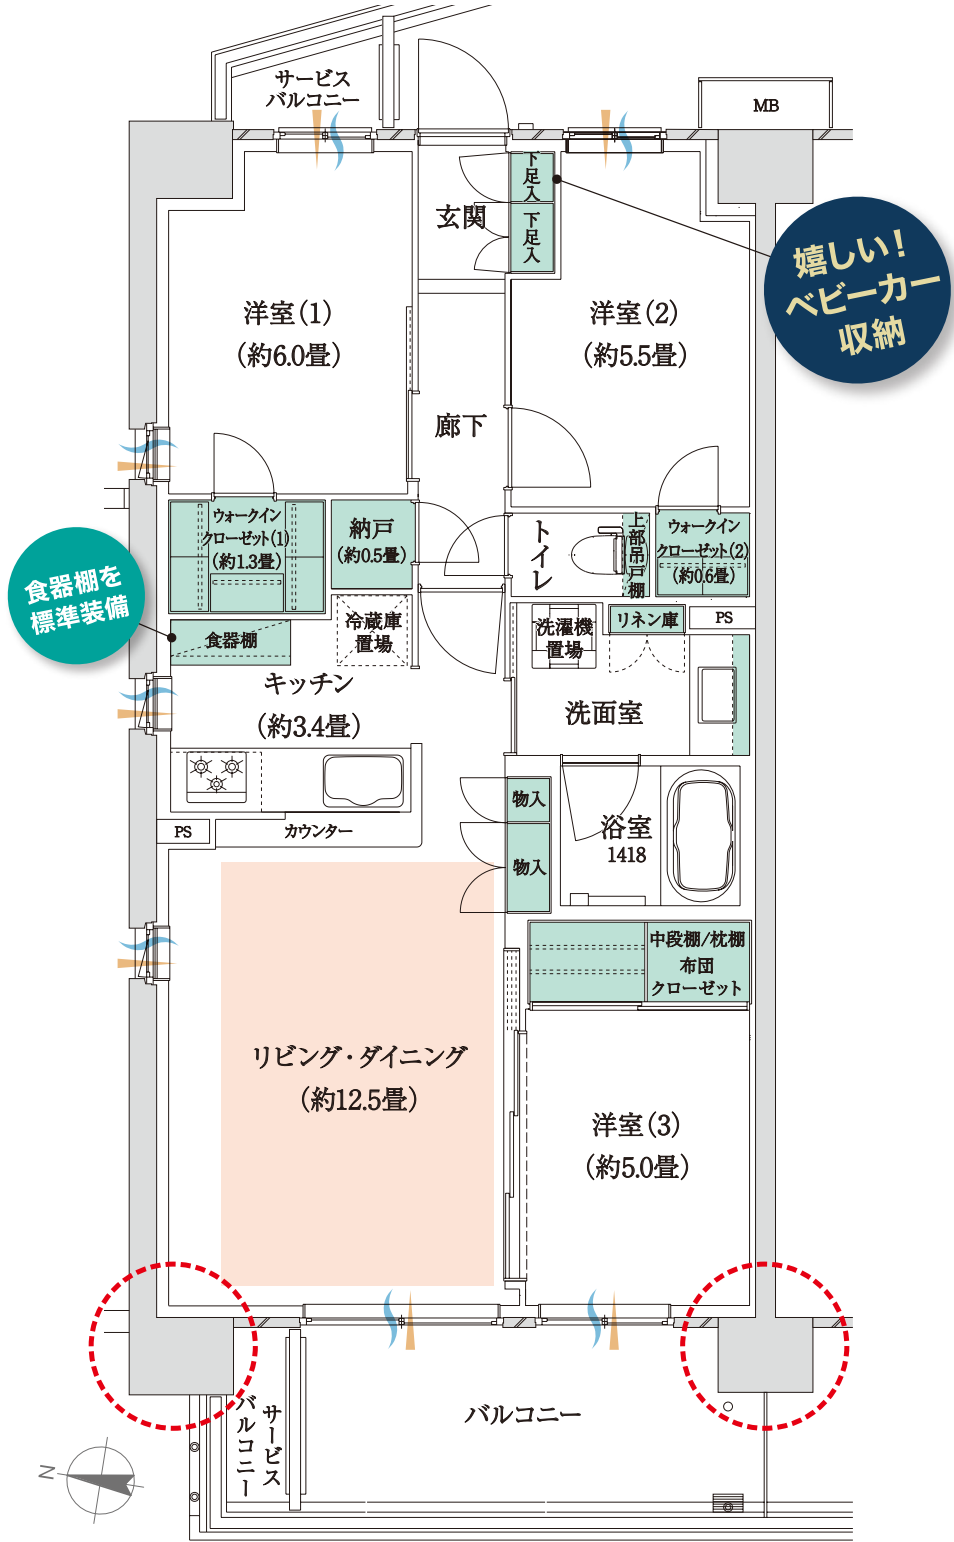 サービス
バルコニー
MB
下足入
下足入
玄関
嬉しい！
ベビーカー
収納
洋室（1）
（約6.0畳）
洋室（2）
（約5.5畳）
廊下
ウォークイン
クローゼット（1）
（約1.3畳）
納戸
（約0.5畳）
トイレ
上部吊戸棚
ウォークイン
クローゼット（2）
（約0.6畳）
食器棚を
標準装備
食器棚
冷蔵庫
置場
洗濯機
置場
リネン庫
PS
キッチン
（約3.4畳）
洗面室
PS
カウンター
物入
物入
浴室
1418
中段棚/枕棚
布団
クローゼット
リビング・ダイニング
（約12.5畳）
洋室（3）
（約5.0畳）
サービス
バルコニー
バルコニー
N